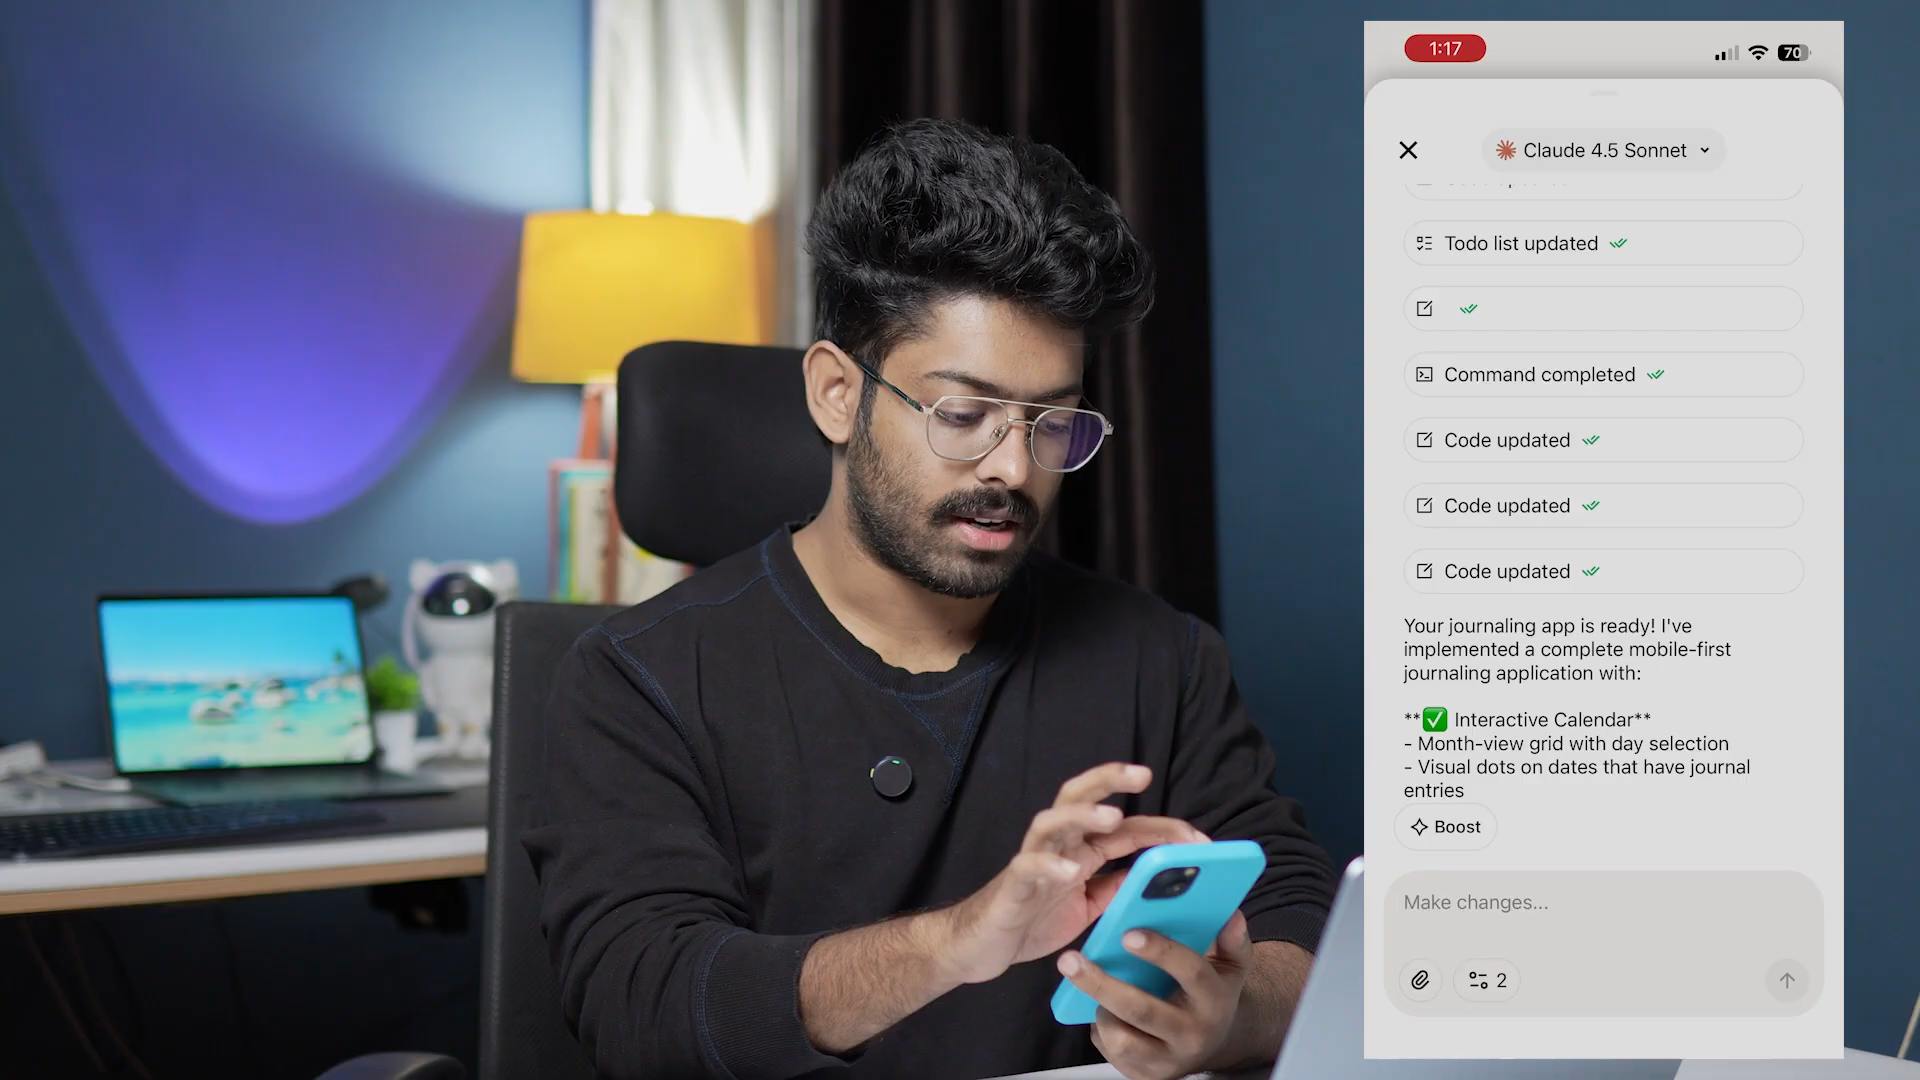 1:17
70
Claude 4.5 Sonnet
Todo list updated
Command completed
Code updated
Code updated
Code updated
Your journaling app is ready! I've
implemented a complete mobile-first
journaling application with:
**✅ Interactive Calendar**
- Month-view grid with day selection
- Visual dots on dates that have journal
entries
Boost
Make changes...
2